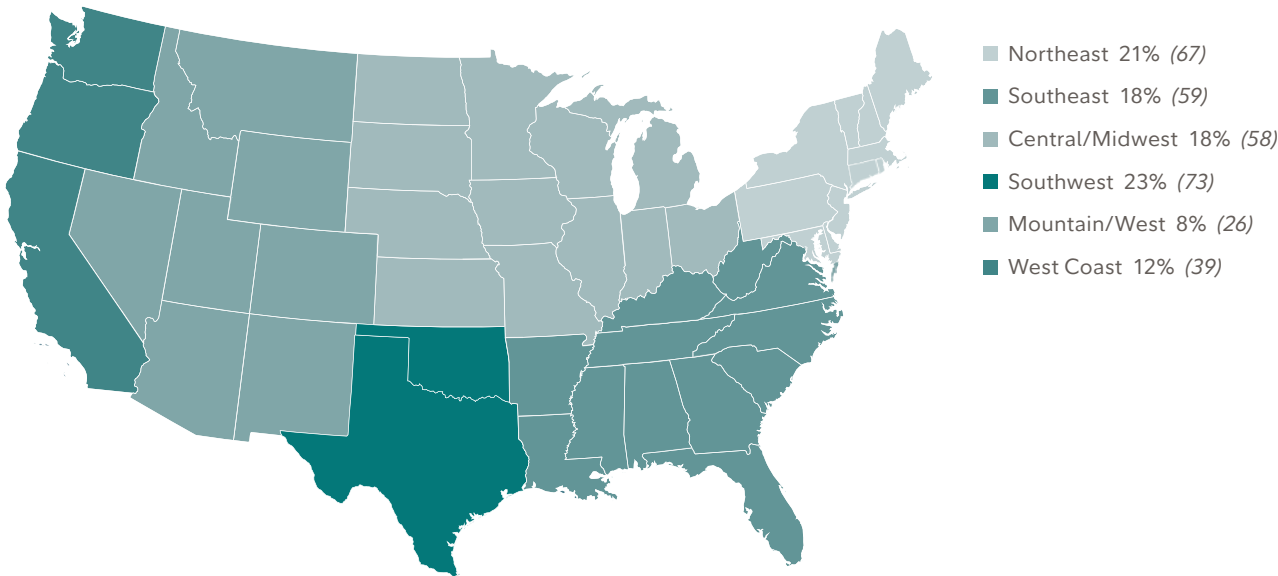 Northeast 21% (67)
Southeast 18% (59)
Central/Midwest 18% (58)
Southwest 23% (73)
Mountain/West 8% (26)
West Coast 12% (39)